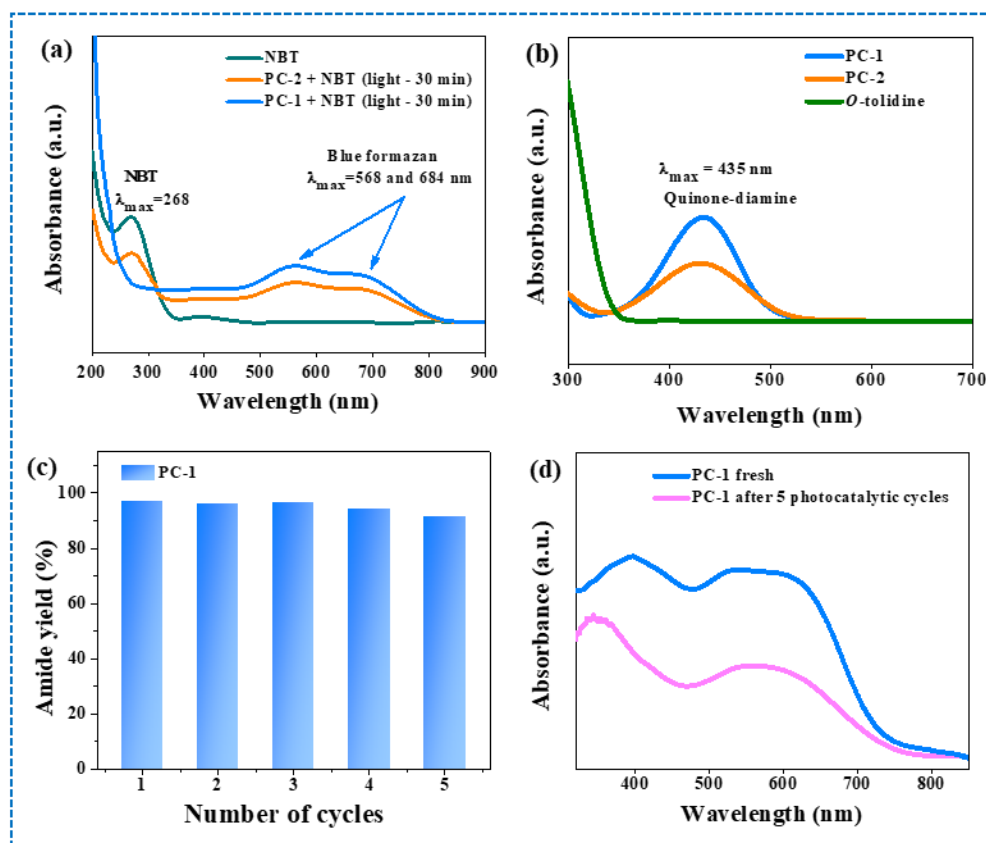 (a)
NBT
PC-2 + NBT (light - 30 min)
PC-1 + NBT (light - 30 min)
NBT
λmax=268
Blue formazan
λmax=568 and 684 nm
Absorbance (a.u.)
200 300 400 500 600 700 800 900
Wavelength (nm)
(b)
PC-1
PC-2
O-tolidine
λmax = 435 nm
Quinone-diamine
Absorbance (a.u.)
300 400 500 600 700
Wavelength (nm)
(c)
PC-1
Amide yield (%)
100
80
60
40
20
0
1 2 3 4 5
Number of cycles
(d)
PC-1 fresh
PC-1 after 5 photocatalytic cycles
Absorbance (a.u.)
400 500 600 700 800
Wavelength (nm)